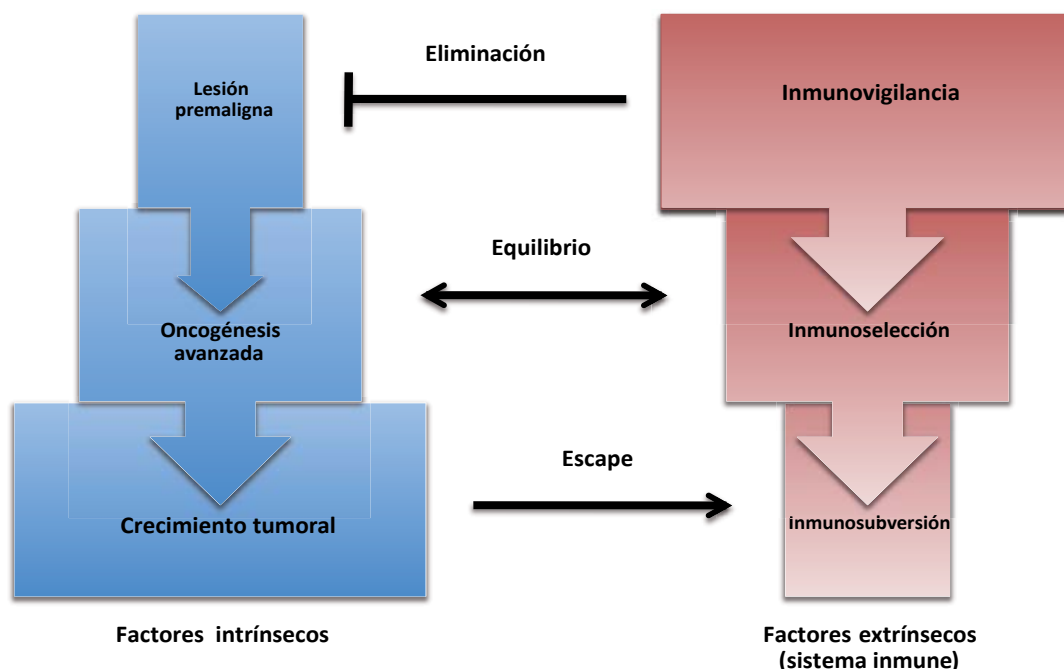 Eliminación
Lesión
premaligna
Inmunovigilancia
Equilibrio
Oncogénesis
avanzada
Inmunoselección
Escape
Crecimiento tumoral
inmunosubversión
Factores intrínsecos
Factores extrínsecos
(sistema inmune)